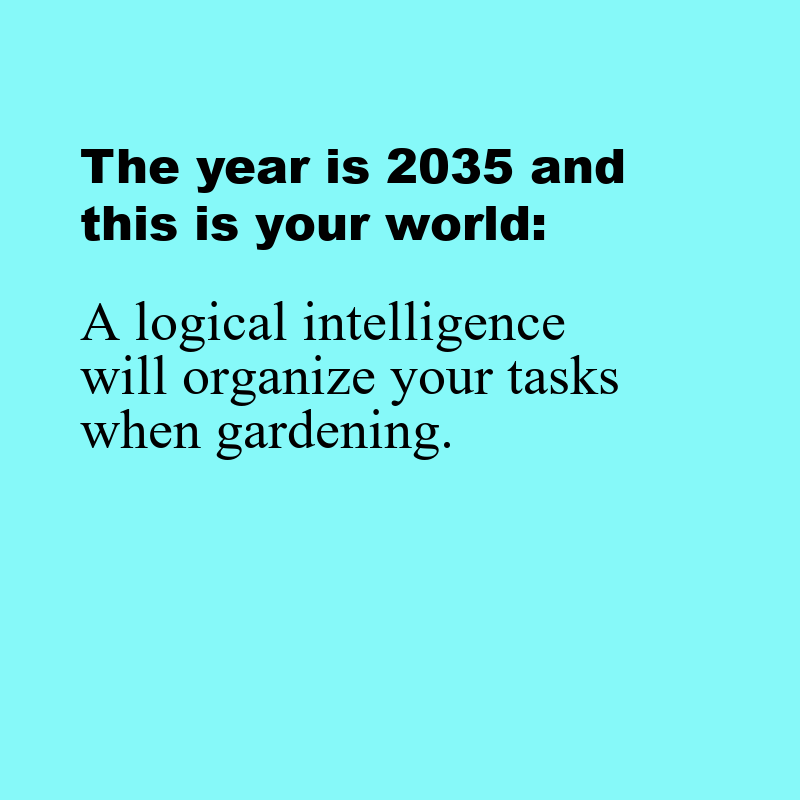 The year is 2035 and
this is your world:
A logical intelligence
will organize your tasks
when gardening.